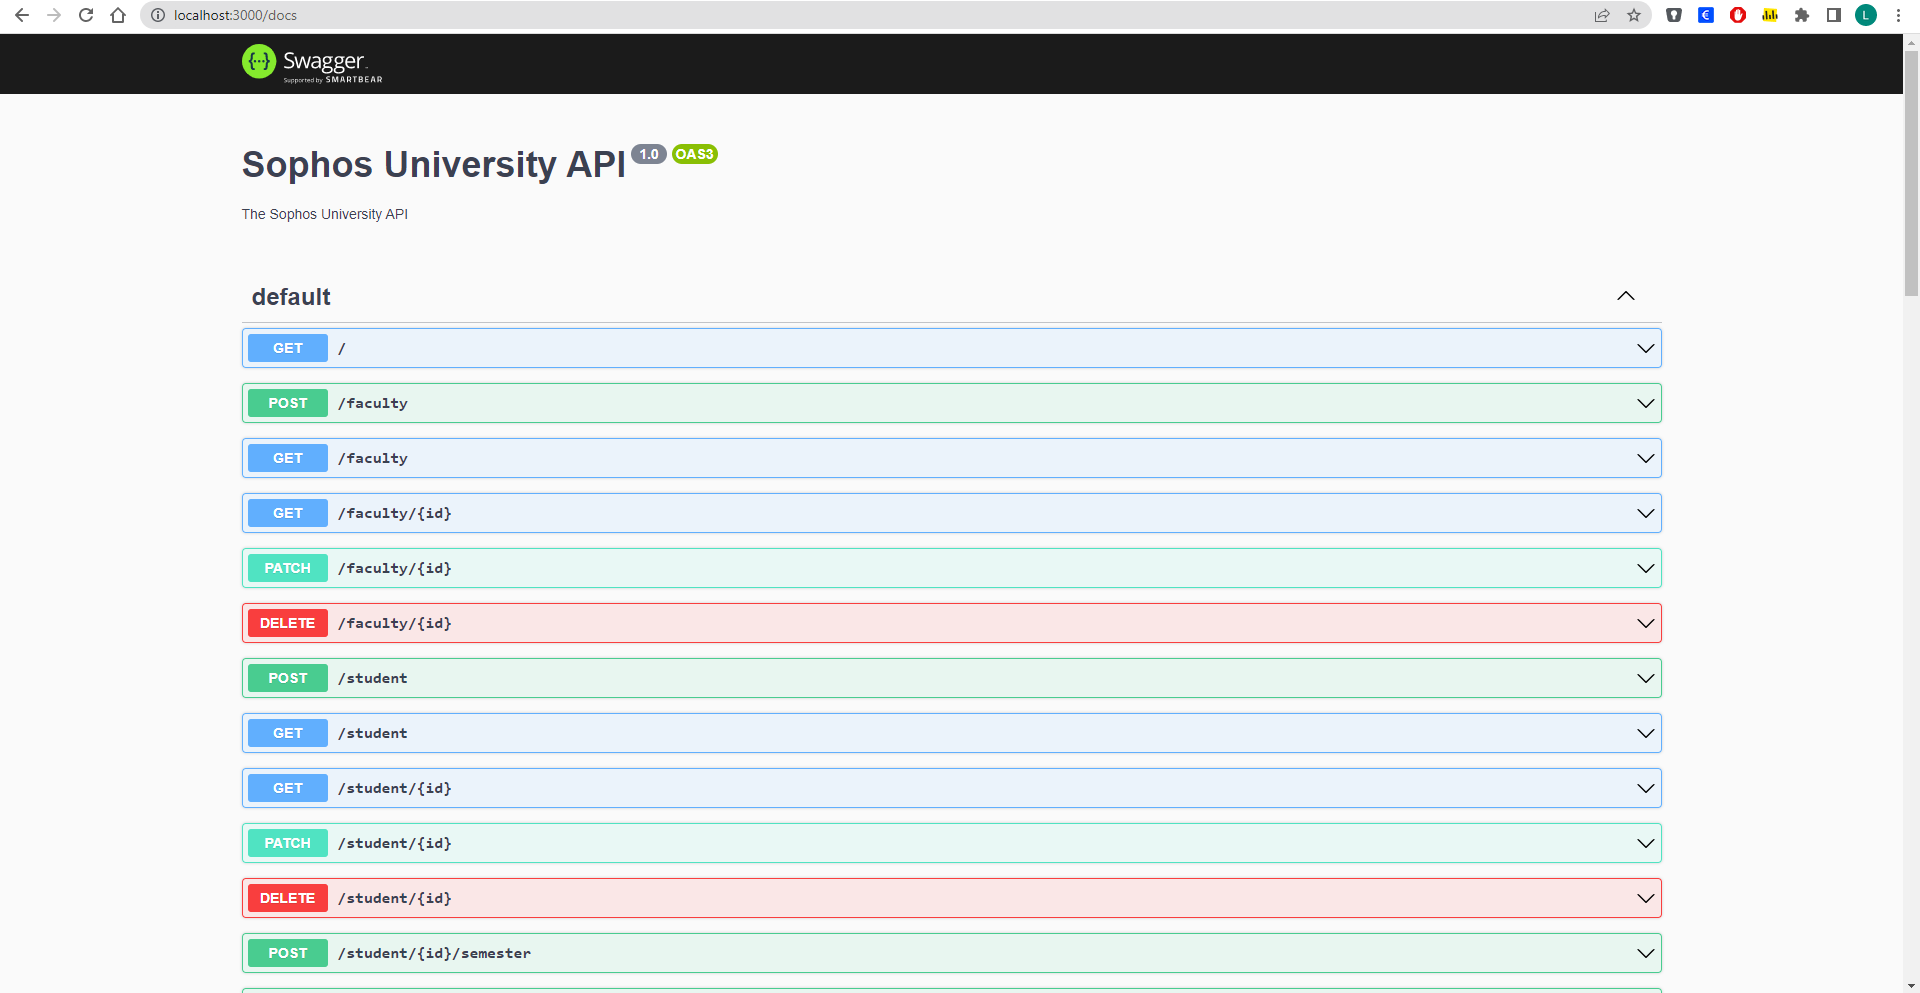 localhost:3000/docs
L
{···} Swagger
Supported by SMARTBEAR
Sophos University API 1.0 OAS3
The Sophos University API
default
GET /
POST /faculty
GET /faculty
GET /faculty/{id}
PATCH /faculty/{id}
DELETE /faculty/{id}
POST /student
GET /student
GET /student/{id}
PATCH /student/{id}
DELETE /student/{id}
POST /student/{id}/semester